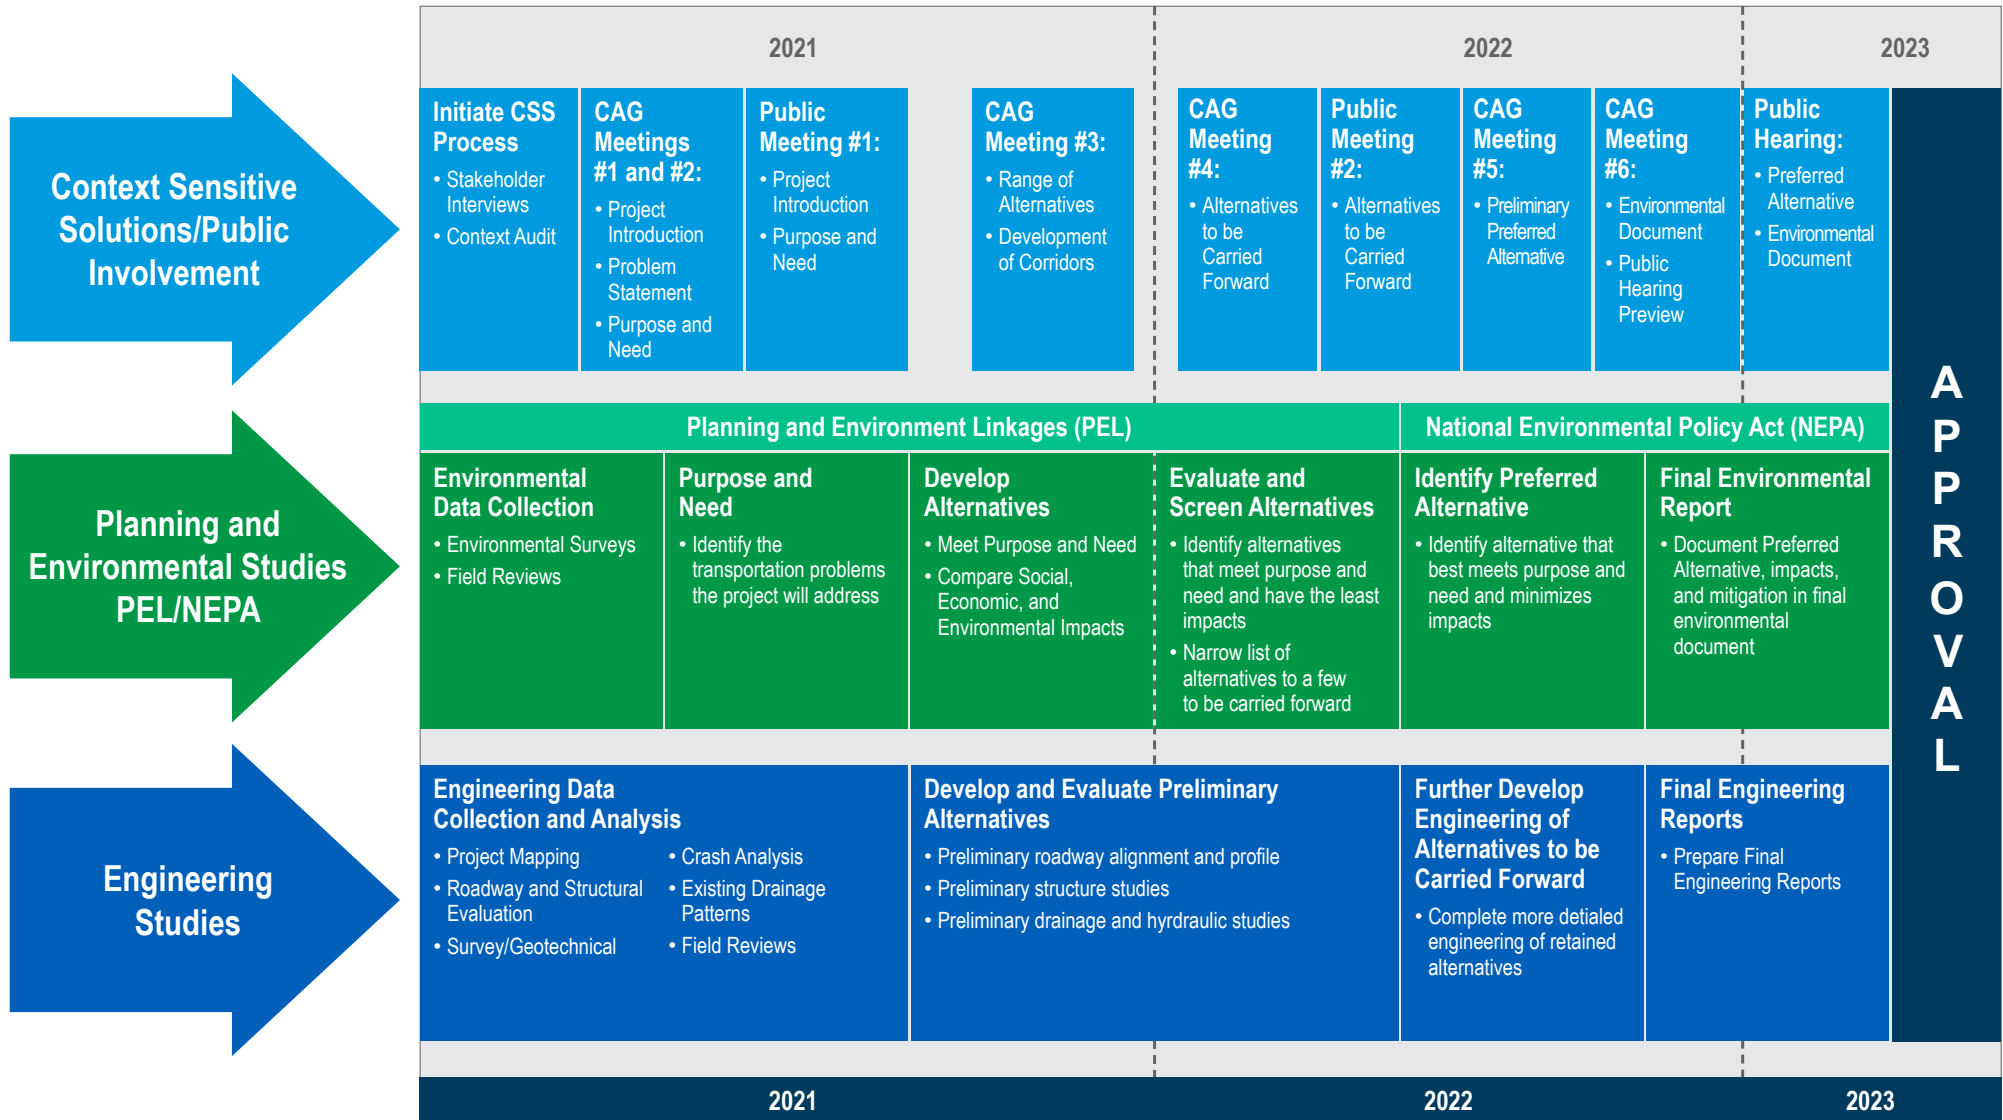 2021
2022
2023
Context Sensitive
Solutions/Public
Involvement
Initiate CSS
Process
• Stakeholder
Interviews
• Context Audit
CAG
Meetings
#1 and #2:
• Project
Introduction
• Problem
Statement
• Purpose and
Need
Public
Meeting #1:
• Project
Introduction
• Purpose and
Need
CAG
Meeting #3:
• Range of
Alternatives
• Development
of Corridors
CAG
Meeting
#4:
• Alternatives
to be
Carried
Forward
Public
Meeting
#2:
• Alternatives
to be
Carried
Forward
CAG
Meeting
#5:
• Preliminary
Preferred
Alternative
CAG
Meeting
#6:
• Environmental
Document
• Public
Hearing
Preview
Public
Hearing:
• Preferred
Alternative
• Environmental
Document
Planning and
Environmental Studies
PEL/NEPA
Planning and Environment Linkages (PEL)
National Environmental Policy Act (NEPA)
Environmental
Data Collection
• Environmental Surveys
• Field Reviews
Purpose and
Need
• Identify the
transportation problems
the project will address
Develop
Alternatives
• Meet Purpose and Need
• Compare Social,
Economic, and
Environmental Impacts
Evaluate and
Screen Alternatives
• Identify alternatives
that meet purpose and
need and have the least
impacts
• Narrow list of
alternatives to a few
to be carried forward
Identify Preferred
Alternative
• Identify alternative that
best meets purpose and
need and minimizes
impacts
Final Environmental
Report
• Document Preferred
Alternative, impacts,
and mitigation in final
environmental
document
Engineering
Studies
Engineering Data
Collection and Analysis
• Project Mapping
• Roadway and Structural
Evaluation
• Survey/Geotechnical
• Crash Analysis
• Existing Drainage
Patterns
• Field Reviews
Develop and Evaluate Preliminary
Alternatives
• Preliminary roadway alignment and profile
• Preliminary structure studies
• Preliminary drainage and hyrdraulic studies
Further Develop
Engineering of
Alternatives to be
Carried Forward
• Complete more detialed
engineering of retained
alternatives
Final Engineering
Reports
• Prepare Final
Engineering Reports
A
P
P
R
O
V
A
L
2021
2022
2023